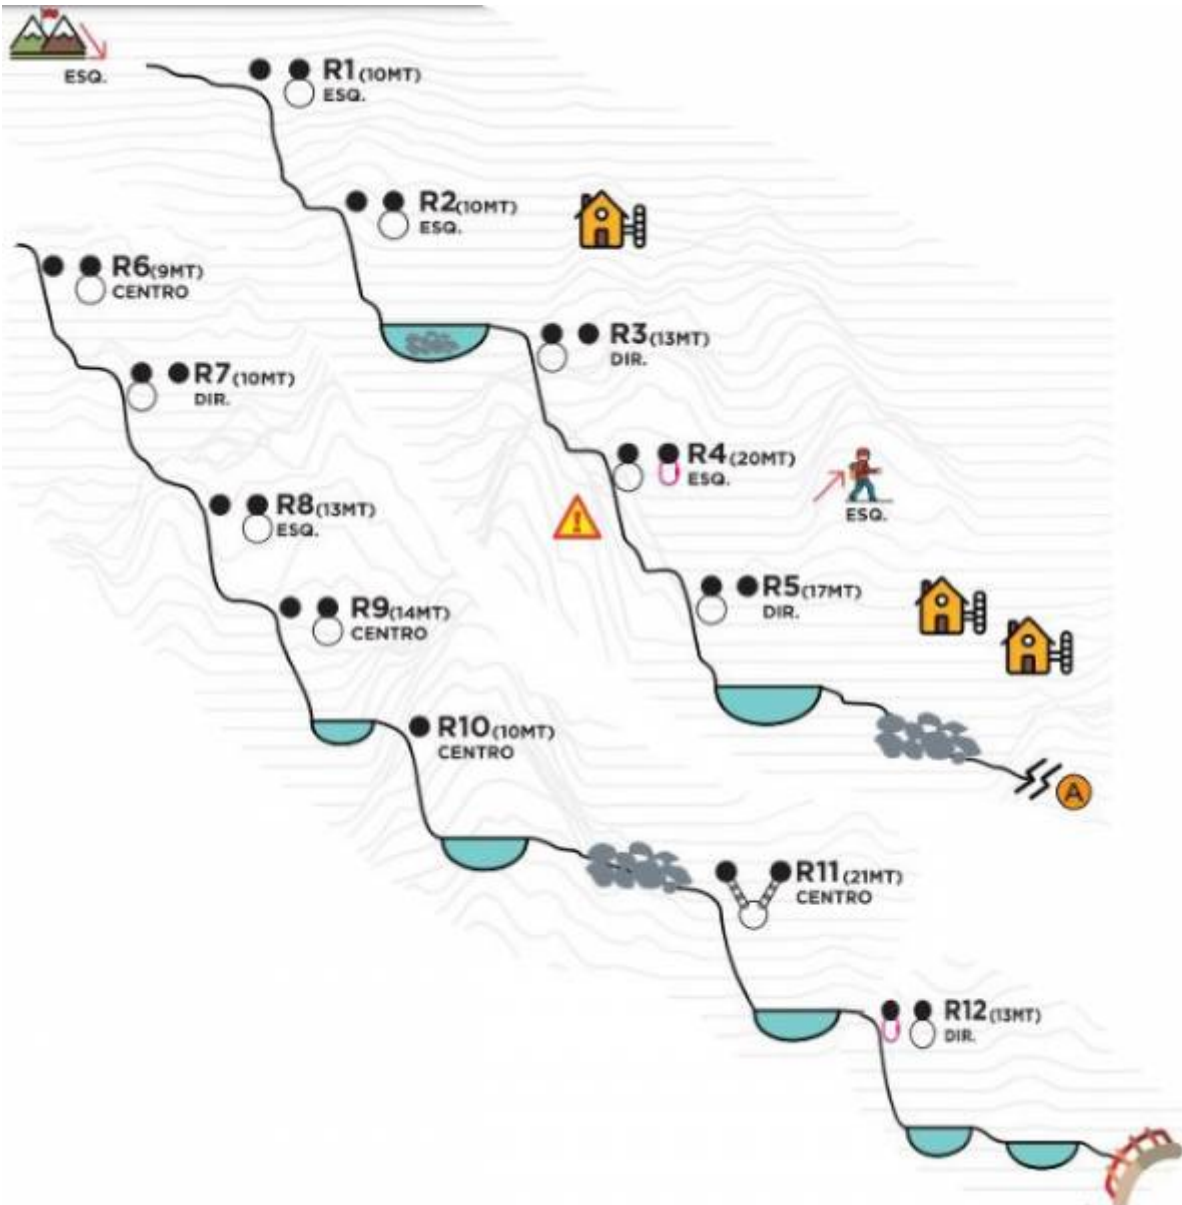 ESQ.
R1(10MT)
ESQ.
R2(10MT)
ESQ.
R3(13MT)
DIR.
R4(20MT)
ESQ.
ESQ.
R5(17MT)
DIR.
A
R6(9MT)
CENTRO
R7(10MT)
DIR.
R8(13MT)
ESQ.
R9(14MT)
CENTRO
R10(10MT)
CENTRO
R11(21MT)
CENTRO
R12(13MT)
DIR.